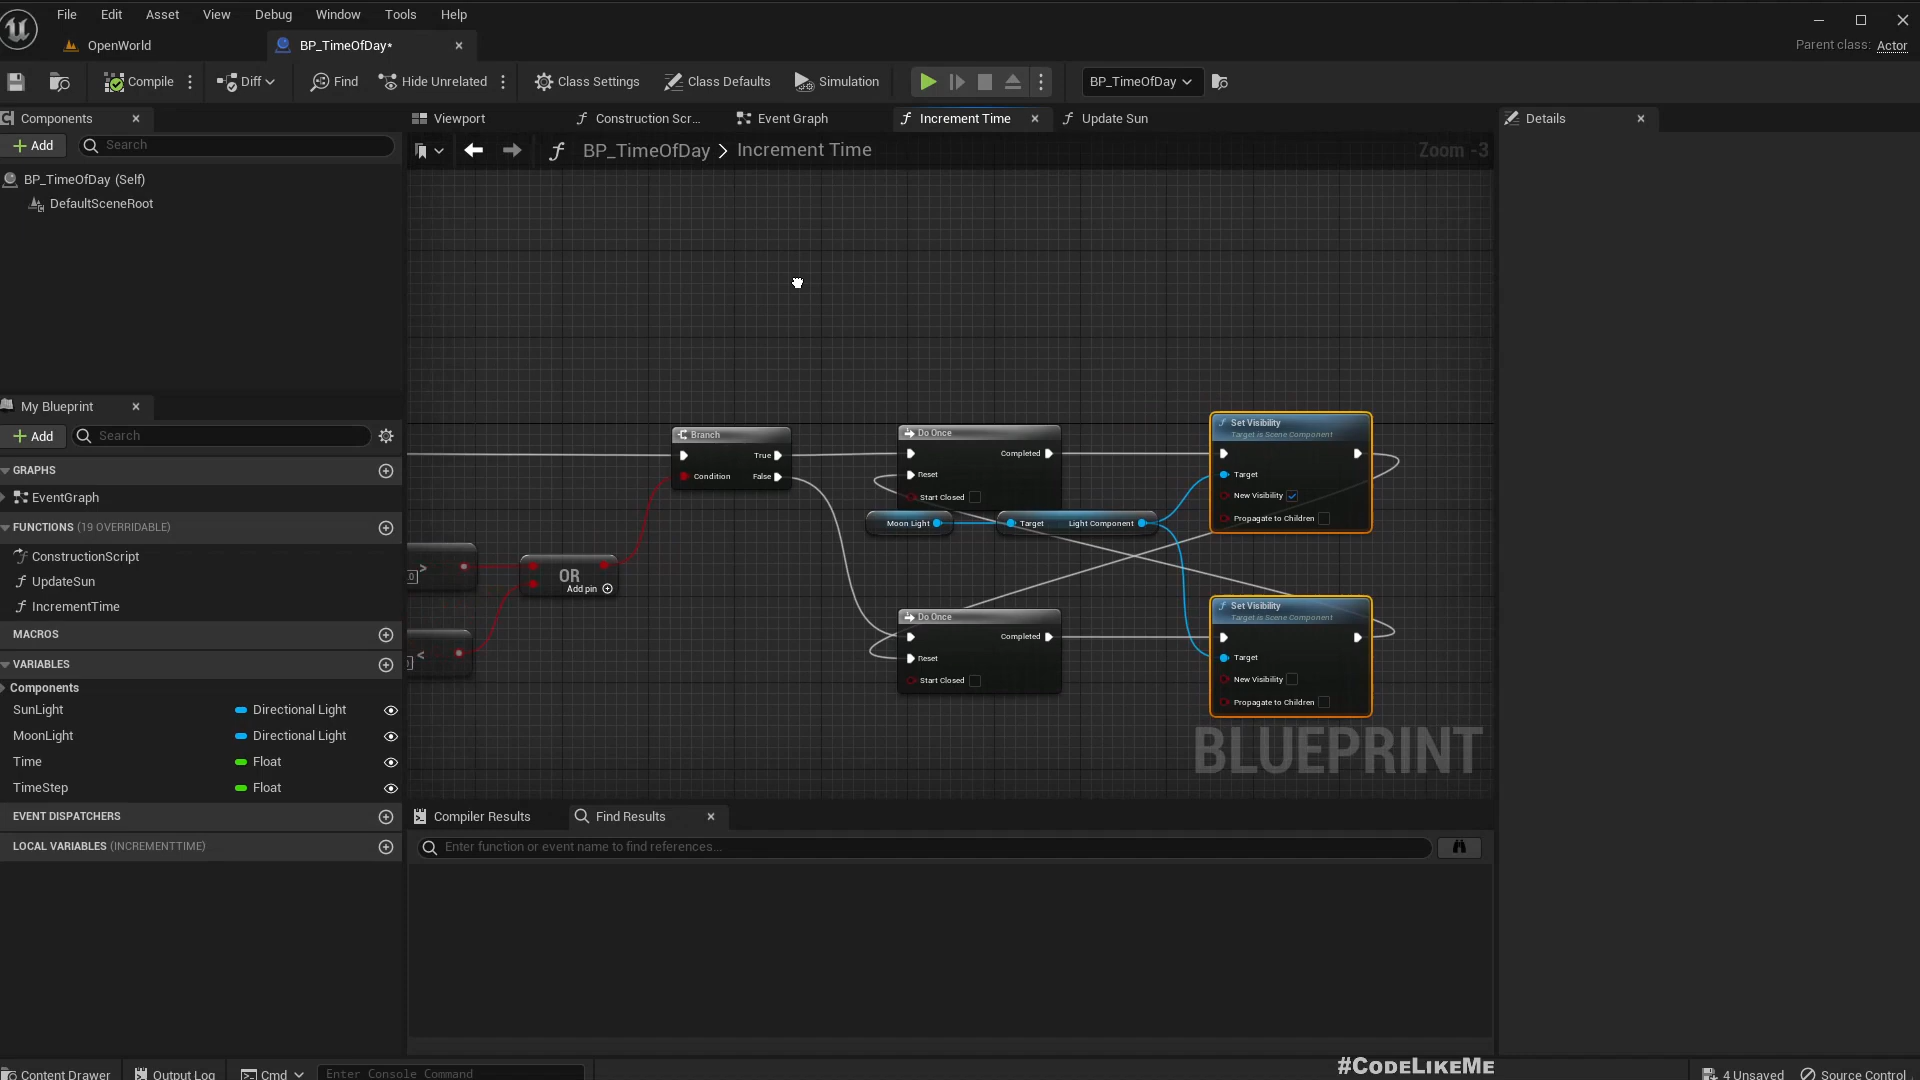 File Edit Asset View Debug Window Tools Help
OpenWorld BP_TimeOfDay* Parent class: Actor
Compile Diff Find Hide Unrelated Class Settings Class Defaults Simulation BP_TimeOfDay
Components Viewport Construction Scr... Event Graph Increment Time Update Sun Details
Add Search
BP_TimeOfDay > Increment Time Zoom -3
BP_TimeOfDay (Self)
DefaultSceneRoot
My Blueprint
Add Search
GRAPHS
EventGraph
FUNCTIONS (19 OVERRIDABLE)
ConstructionScript
UpdateSun
IncrementTime
MACROS
VARIABLES
Components
SunLight Directional Light
MoonLight Directional Light
Time Float
TimeStep Float
EVENT DISPATCHERS
LOCAL VARIABLES (INCREMENTTIME)
>
<
OR
Add pin
Branch
True
Condition False
Do Once
Completed
Reset
Start Closed
Moon Light
Target Light Component
Set Visibility
Target is Scene Component
Target
New Visibility
Propagate to Children
Do Once
Completed
Reset
Start Closed
Set Visibility
Target is Scene Component
Target
New Visibility
Propagate to Children
BLUEPRINT
Compiler Results Find Results
Enter function or event name to find references...
#CodeLikeMe
Content Drawer Output Log Cmd Enter Console Command 4 Unsaved Source Control